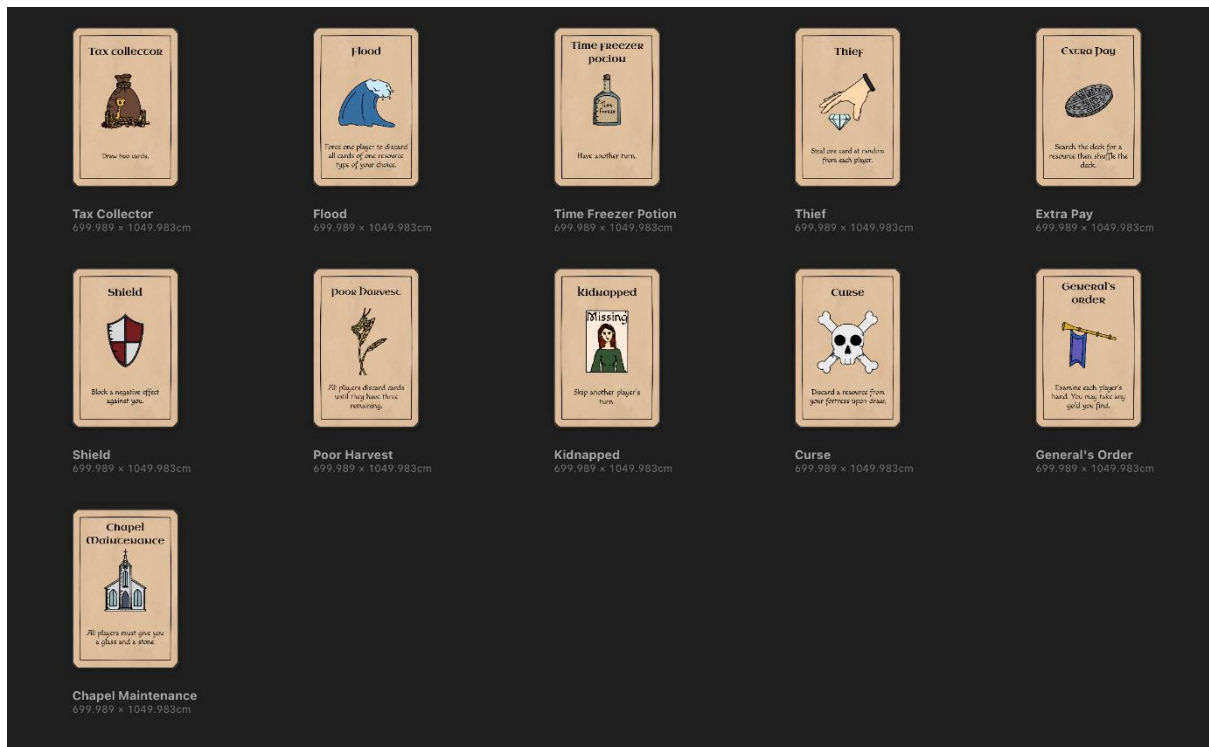 Tax collector
Draw two cards.
Tax Collector
699.989 × 1049.983cm
Flood
Force one player to discard
all cards of one resource
type of your choice.
Flood
699.989 × 1049.983cm
Time Freezer
potion
Time
Freeze
Have another turn.
Time Freezer Potion
699.989 × 1049.983cm
Thief
Steal one card at random
from each player.
Thief
699.989 × 1049.983cm
Extra Pay
Search the deck for a
resource then shuffle the
deck.
Extra Pay
699.989 × 1049.983cm
Shield
Block a negative effect
against you.
Shield
699.989 × 1049.983cm
Poor Harvest
All players discard cards
until they have three
remaining.
Poor Harvest
699.989 × 1049.983cm
Kidnapped
Missing
Skip another player's
turn.
Kidnapped
699.989 × 1049.983cm
Curse
Discard a resource from
your fortress upon draw.
Curse
699.989 × 1049.983cm
General's
order
Examine each player's
hand. You may take any
gold you find.
General's Order
699.989 × 1049.983cm
Chapel
Maintenance
All players must give you
a glass and a stone
Chapel Maintenance
699.989 × 1049.983cm